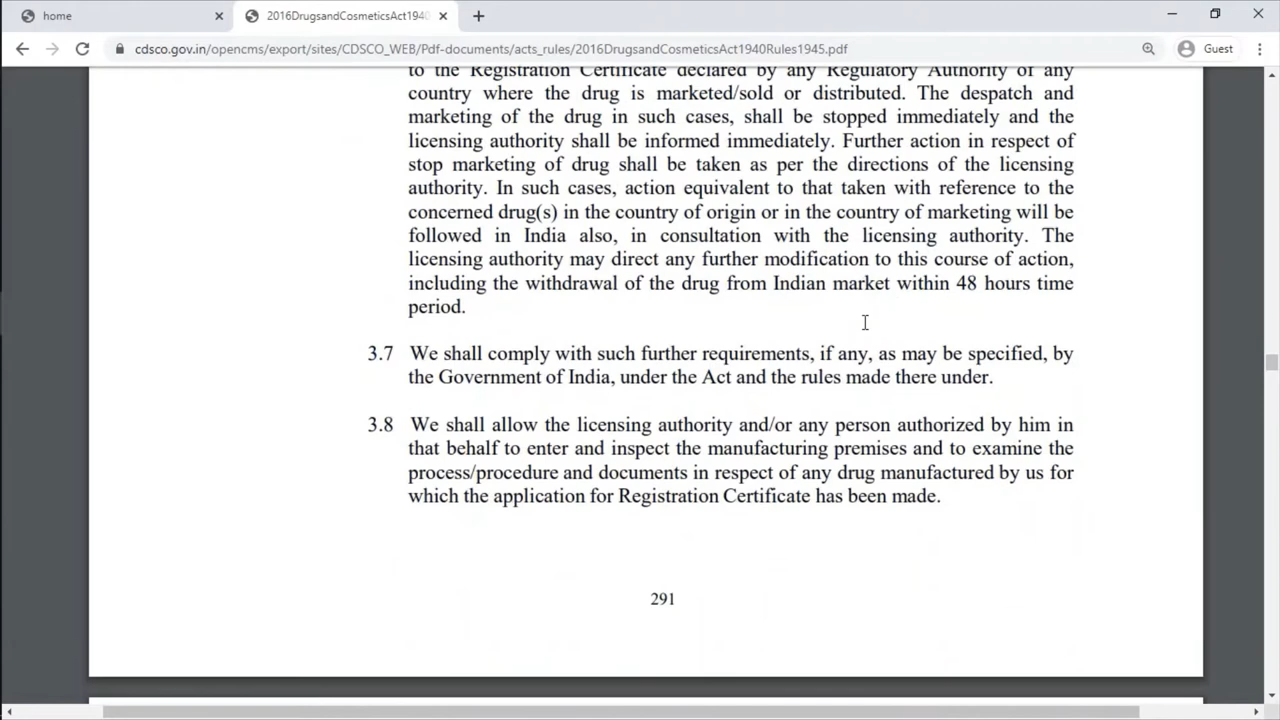 home
2016DrugsandCosmeticsAct1940
Guest
cdsco.gov.in/opencms/export/sites/CDSCO_WEB/Pdf-documents/acts_rules/2016DrugsandCosmeticsAct1940Rules1945.pdf
to the Registration Certificate declared by any Regulatory Authority of any
country where the drug is marketed/sold or distributed. The despatch and
marketing of the drug in such cases, shall be stopped immediately and the
licensing authority shall be informed immediately. Further action in respect of
stop marketing of drug shall be taken as per the directions of the licensing
authority. In such cases, action equivalent to that taken with reference to the
concerned drug(s) in the country of origin or in the country of marketing will be
followed in India also, in consultation with the licensing authority. The
licensing authority may direct any further modification to this course of action,
including the withdrawal of the drug from Indian market within 48 hours time
period.
3.7 We shall comply with such further requirements, if any, as may be specified, by
the Government of India, under the Act and the rules made there under.
3.8 We shall allow the licensing authority and/or any person authorized by him in
that behalf to enter and inspect the manufacturing premises and to examine the
process/procedure and documents in respect of any drug manufactured by us for
which the application for Registration Certificate has been made.
291